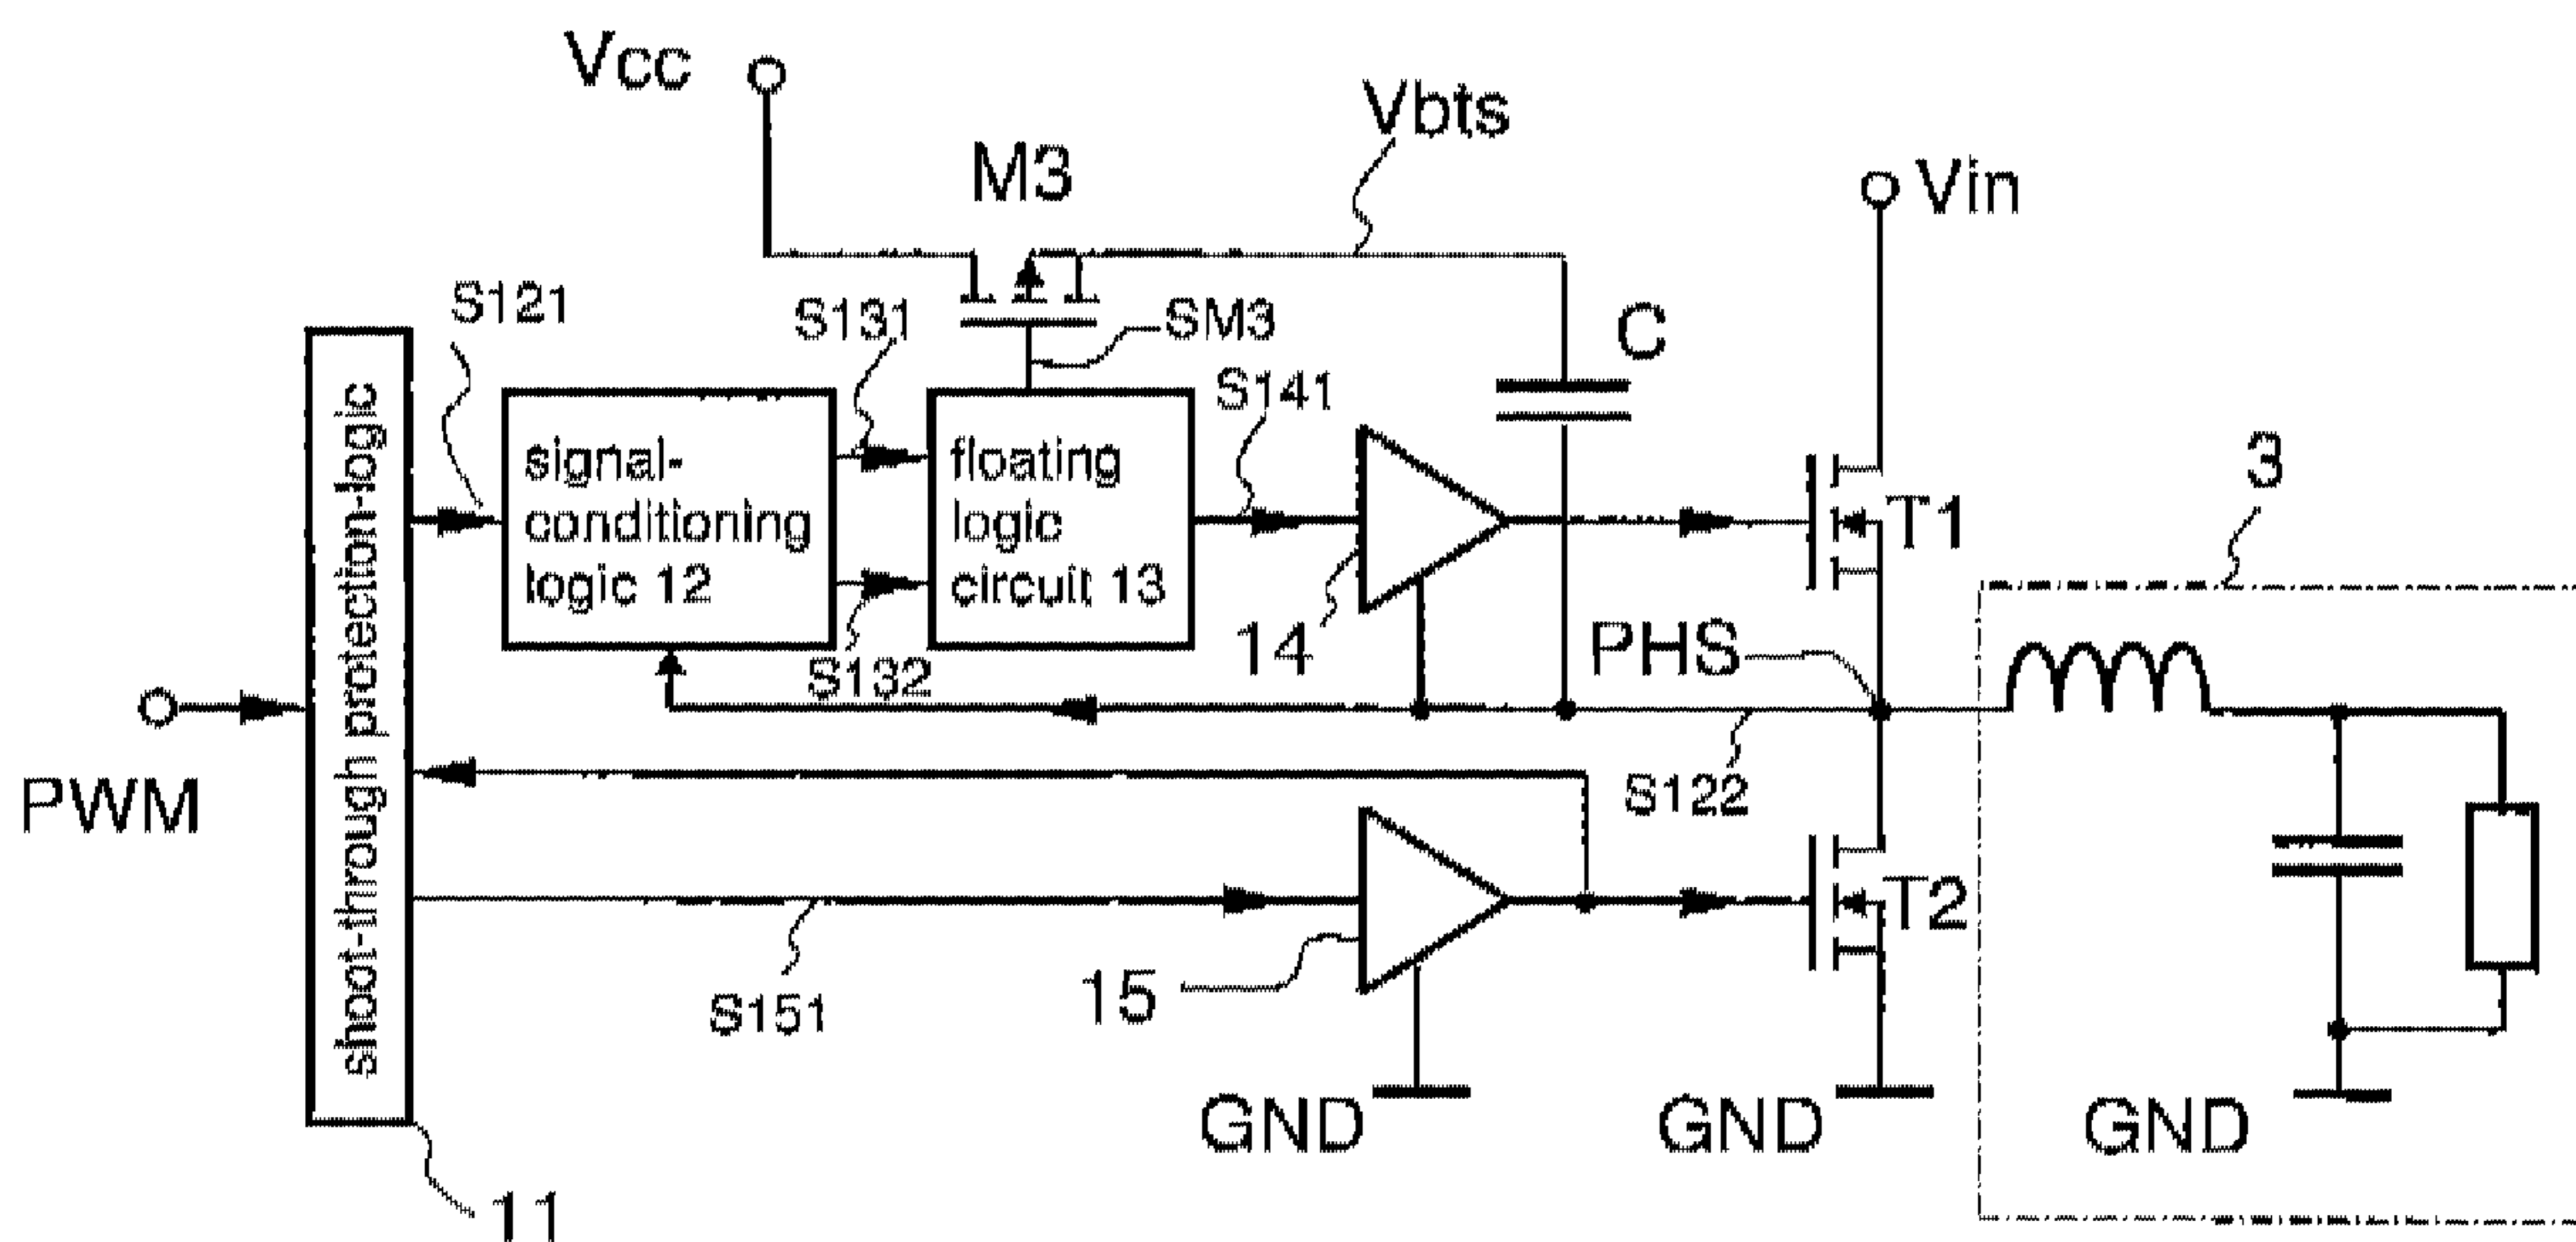 Vcc
Vbts
M3
Vin
S121
S131
SM3
C
S141
3
shoot-through protection-logic
signal-
conditioning
logic 12
floating
logic
circuit 13
T1
14
PHS
S132
PWM
S122
T2
15
S151
GND
GND
GND
11